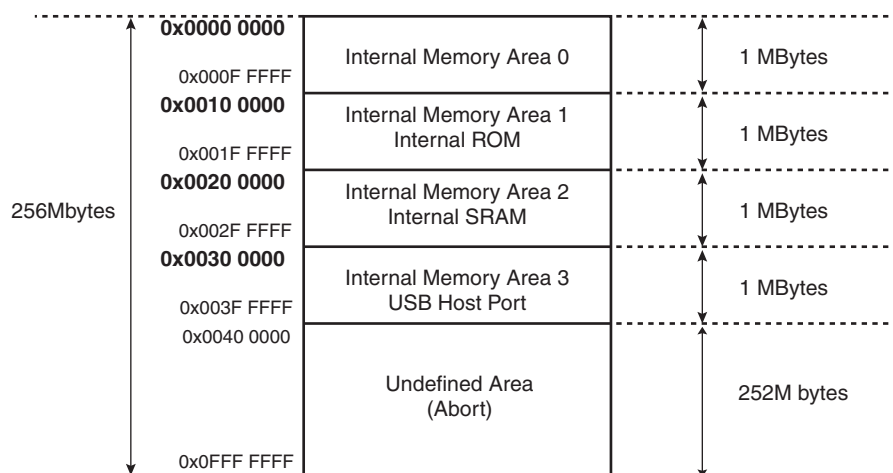 0x0000 0000
Internal Memory Area 0
1 MBytes
0x000F FFFF
0x0010 0000
Internal Memory Area 1
Internal ROM
1 MBytes
0x001F FFFF
0x0020 0000
256Mbytes
Internal Memory Area 2
Internal SRAM
1 MBytes
0x002F FFFF
0x0030 0000
Internal Memory Area 3
USB Host Port
1 MBytes
0x003F FFFF
0x0040 0000
Undefined Area
(Abort)
252M bytes
0x0FFF FFFF